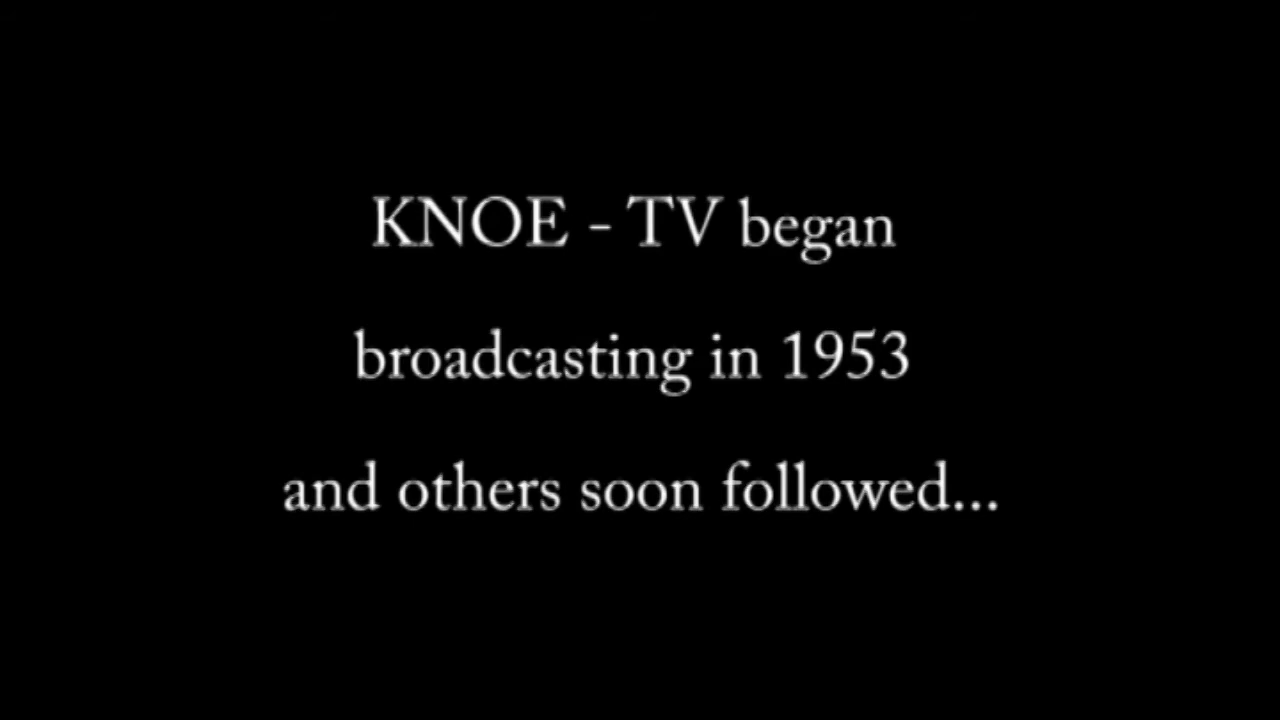 KNOE - TV began
broadcasting in 1953
and others soon followed...